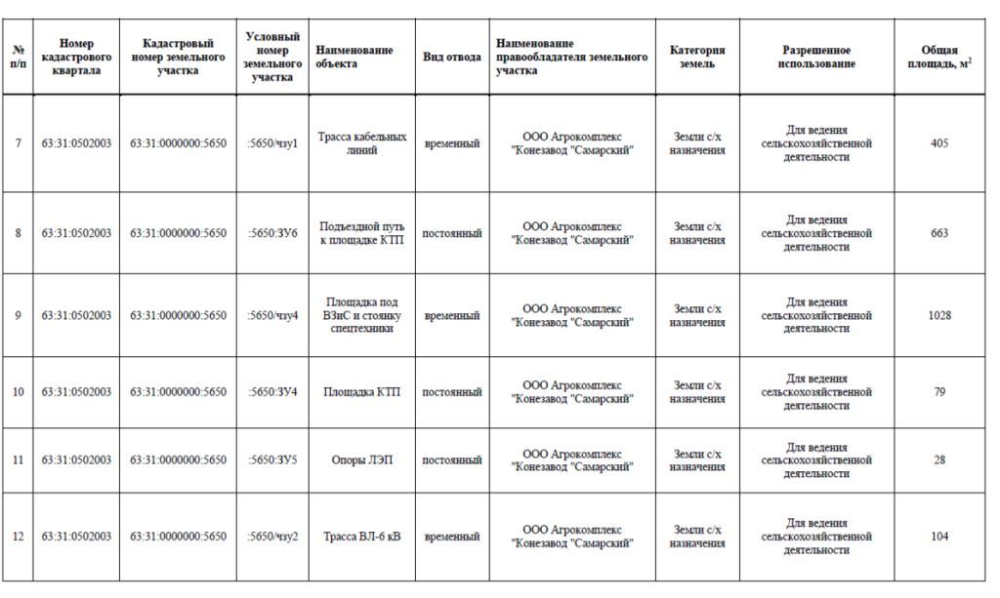 № п/п
Номер кадастрового квартала
Кадастровый номер земельного участка
Условный номер земельного участка
Наименование объекта
Вид отвода
Наименование правообладателя земельного участка
Категория земель
Разрешенное использование
Общая площадь, м²
7
63:31:0502003
63:31:0000000:5650
:5650/чзу1
Трасса кабельных
линий
временный
ООО Агрокомплекс
"Конезавод "Самарский"
Земли с/х
назначения
Для ведения
сельскохозяйственной
деятельности
405
8
63:31:0502003
63:31:0000000:5650
:5650:ЗУ6
Подъездной путь
к площадке КТП
постоянный
ООО Агрокомплекс
"Конезавод "Самарский"
Земли с/х
назначения
Для ведения
сельскохозяйственной
деятельности
663
9
63:31:0502003
63:31:0000000:5650
:5650/чзу4
Площадка под
ВЗиС и стоянку
спецтехники
временный
ООО Агрокомплекс
"Конезавод "Самарский"
Земли с/х
назначения
Для ведения
сельскохозяйственной
деятельности
1028
10
63:31:0502003
63:31:0000000:5650
:5650:ЗУ4
Площадка КТП
постоянный
ООО Агрокомплекс
"Конезавод "Самарский"
Земли с/х
назначения
Для ведения
сельскохозяйственной
деятельности
79
11
63:31:0502003
63:31:0000000:5650
:5650:ЗУ5
Опоры ЛЭП
постоянный
ООО Агрокомплекс
"Конезавод "Самарский"
Земли с/х
назначения
Для ведения
сельскохозяйственной
деятельности
28
12
63:31:0502003
63:31:0000000:5650
:5650/чзу2
Трасса ВЛ-6 кВ
временный
ООО Агрокомплекс
"Конезавод "Самарский"
Земли с/х
назначения
Для ведения
сельскохозяйственной
деятельности
104